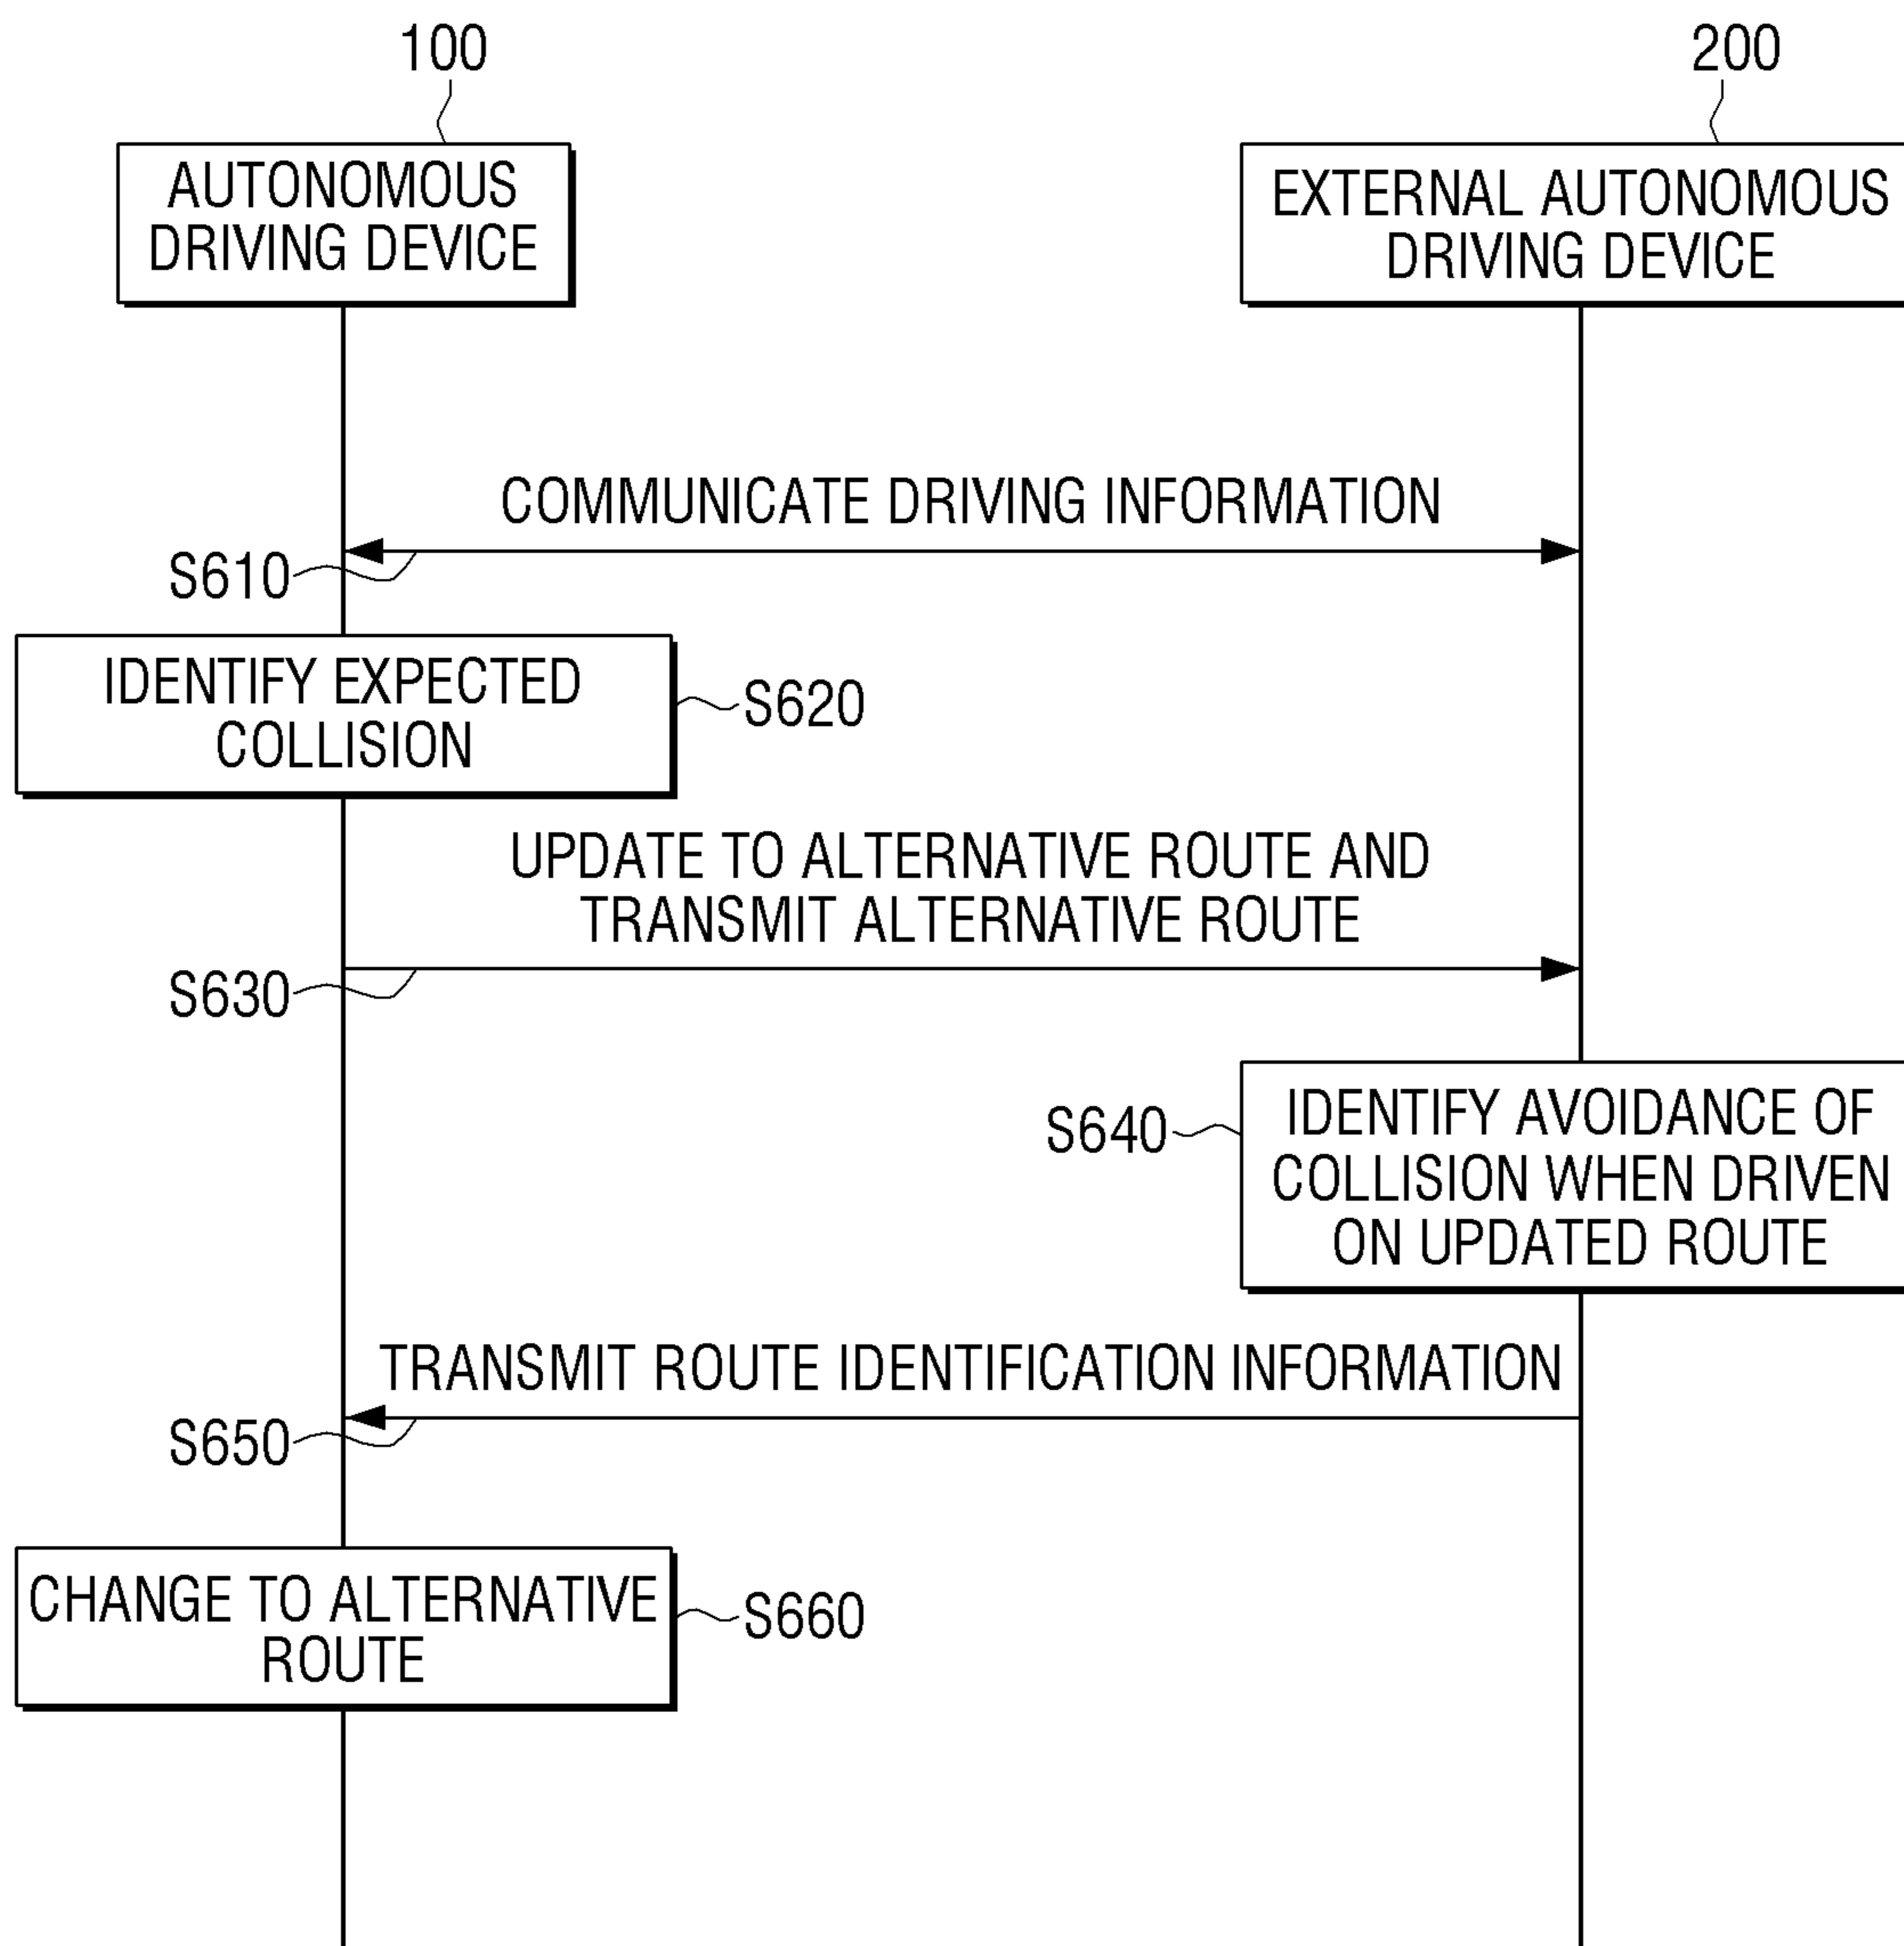 100
200
AUTONOMOUS
DRIVING DEVICE
EXTERNAL AUTONOMOUS
DRIVING DEVICE
COMMUNICATE DRIVING INFORMATION
S610
IDENTIFY EXPECTED
COLLISION
S620
UPDATE TO ALTERNATIVE ROUTE AND
TRANSMIT ALTERNATIVE ROUTE
S630
S640
IDENTIFY AVOIDANCE OF
COLLISION WHEN DRIVEN
ON UPDATED ROUTE
TRANSMIT ROUTE IDENTIFICATION INFORMATION
S650
CHANGE TO ALTERNATIVE
ROUTE
S660